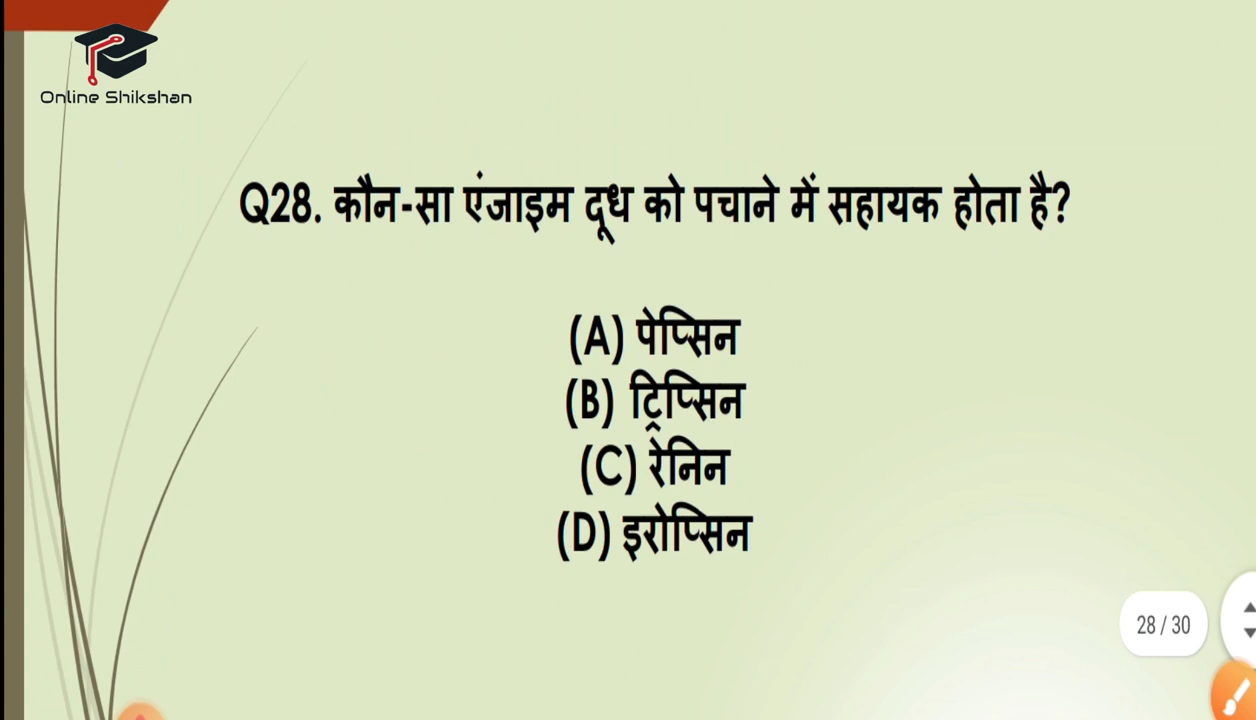 Online Shikshan
Q28. कौन-सा एंजाइम दूध को पचाने में सहायक होता है?
(A) पेप्सिन
(B) ट्रिप्सिन
(C) रेनिन
(D) इरोप्सिन
28 / 30